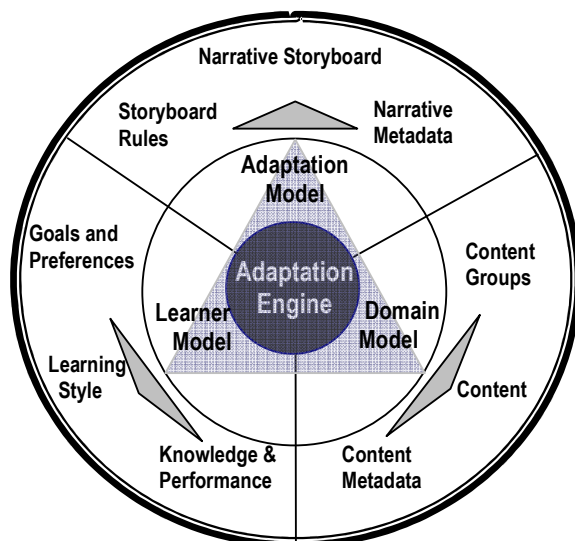 Narrative Storyboard
Storyboard
Rules
Narrative
Metadata
Adaptation
Model
Goals and
Preferences
Content
Groups
Adaptation
Engine
Learner
Model
Domain
Model
Learning
Style
Content
Knowledge &
Performance
Content
Metadata